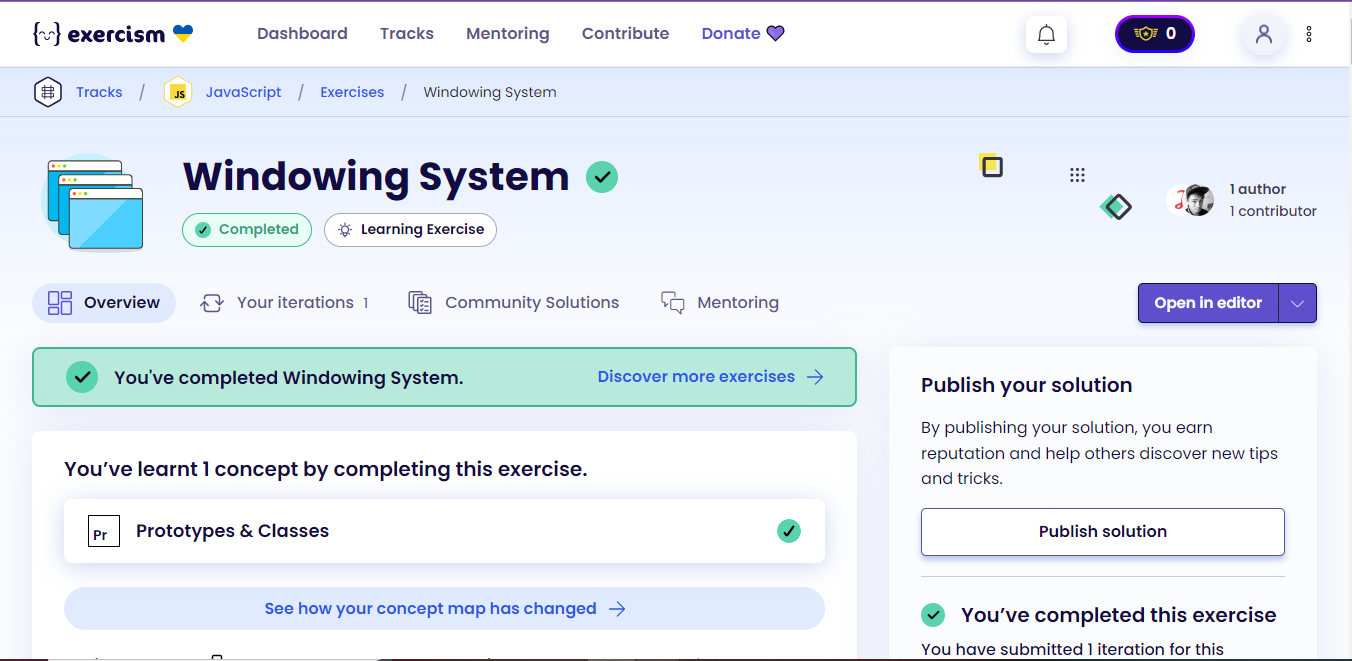 exercism
Dashboard
Tracks
Mentoring
Contribute
Donate
0
Tracks / JS JavaScript / Exercises / Windowing System
Windowing System
Completed
Learning Exercise
1 author
1 contributor
Overview
Your iterations 1
Community Solutions
Mentoring
Open in editor
You've completed Windowing System.
Discover more exercises
You’ve learnt 1 concept by completing this exercise.
Pr
Prototypes & Classes
See how your concept map has changed
Publish your solution
By publishing your solution, you earn
reputation and help others discover new tips
and tricks.
Publish solution
You’ve completed this exercise
You have submitted 1 iteration for this